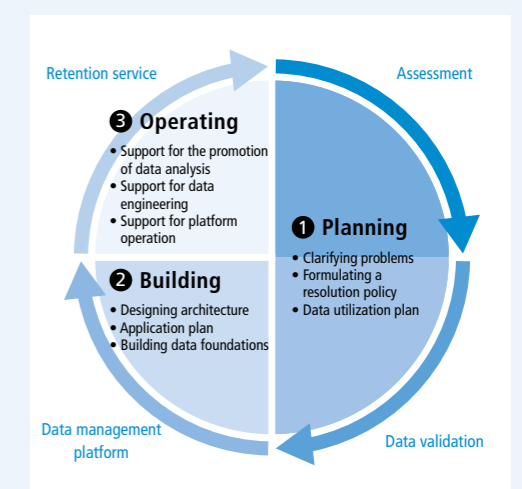 Retention service
Assessment
❸ Operating
• Support for the promotion
of data analysis
• Support for data
engineering
• Support for platform
operation
❶ Planning
• Clarifying problems
• Formulating a
resolution policy
• Data utilization plan
❷ Building
• Designing architecture
• Application plan
• Building data foundations
Data management
platform
Data validation